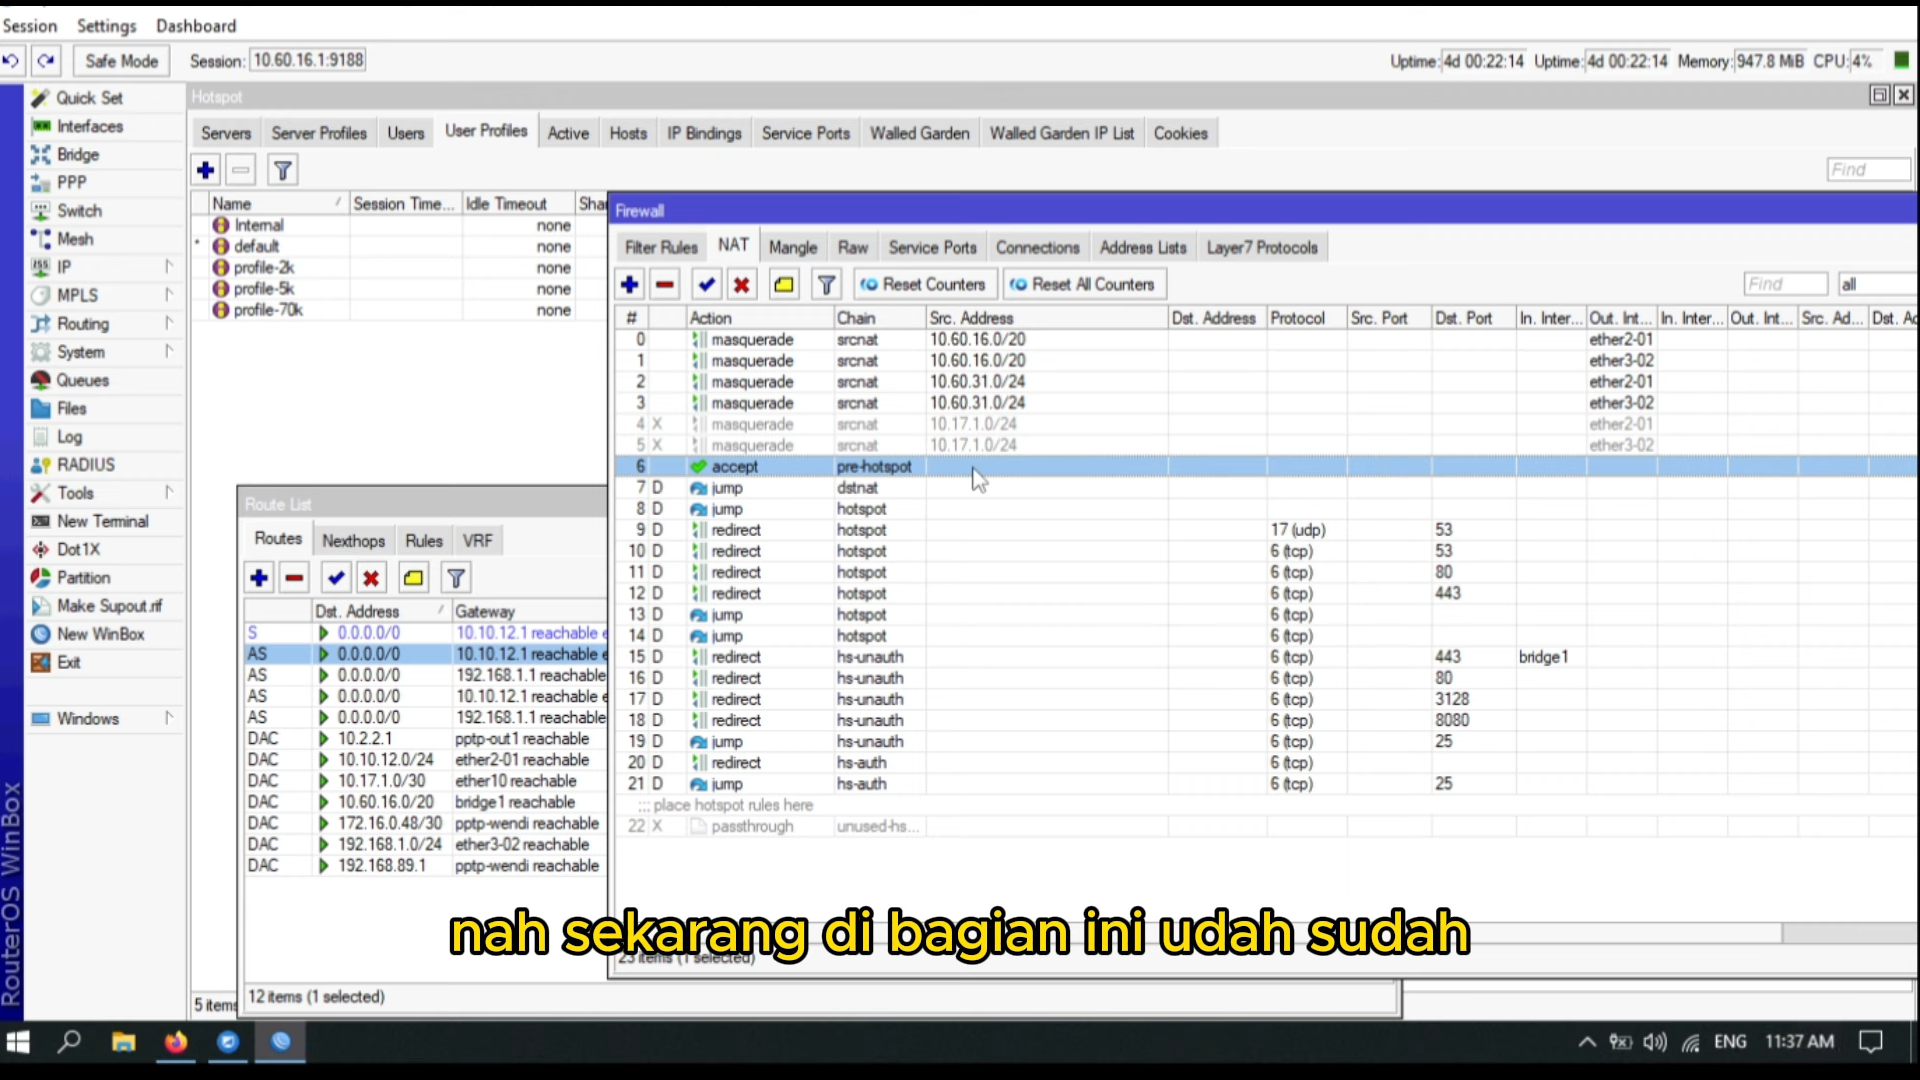 Session Settings Dashboard
Safe Mode Session: 10.60.16.1:9188 Uptime: 4d 00:22:14 Uptime: 4d 00:22:14 Memory: 947.8 MiB CPU: 4%
Quick Set
Interfaces
Bridge
PPP
Switch
Mesh
IP
MPLS
Routing
System
Queues
Files
Log
RADIUS
Tools
New Terminal
Dot1X
Partition
Make Supout.rif
New WinBox
Exit
Windows
RouterOS WinBox
Hotspot
Servers Server Profiles Users User Profiles Active Hosts IP Bindings Service Ports Walled Garden Walled Garden IP List Cookies
Find
Name / Session Time... Idle Timeout Sha
Internal none
* default none
profile-2k none
profile-5k none
profile-70k none
5 items
Route List
Routes Nexthops Rules VRF
Dst. Address / Gateway
S 0.0.0.0/0 10.10.12.1 reachable e
AS 0.0.0.0/0 10.10.12.1 reachable e
AS 0.0.0.0/0 192.168.1.1 reachable
AS 0.0.0.0/0 10.10.12.1 reachable
AS 0.0.0.0/0 192.168.1.1 reachable
DAC 10.2.2.1 pptp-out1 reachable
DAC 10.10.12.0/24 ether2-01 reachable
DAC 10.17.1.0/30 ether10 reachable
DAC 10.60.16.0/20 bridge1 reachable
DAC 172.16.0.48/30 pptp-wendi reachable
DAC 192.168.1.0/24 ether3-02 reachable
DAC 192.168.89.1 pptp-wendi reachable
12 items (1 selected)
Firewall
Filter Rules NAT Mangle Raw Service Ports Connections Address Lists Layer7 Protocols
Reset Counters Reset All Counters Find all
# Action Chain Src. Address Dst. Address Protocol Src. Port Dst. Port In. Inter... Out. Int... In. Inter... Out. Int... Src. Ad... Dst. Ad
0 masquerade srcnat 10.60.16.0/20 ether2-01
1 masquerade srcnat 10.60.16.0/20 ether3-02
2 masquerade srcnat 10.60.31.0/24 ether2-01
3 masquerade srcnat 10.60.31.0/24 ether3-02
4 X masquerade srcnat 10.17.1.0/24 ether2-01
5 X masquerade srcnat 10.17.1.0/24 ether3-02
6 accept pre-hotspot
7 D jump dstnat
8 D jump hotspot
9 D redirect hotspot 17 (udp) 53
10 D redirect hotspot 6 (tcp) 53
11 D redirect hotspot 6 (tcp) 80
12 D redirect hotspot 6 (tcp) 443
13 D jump hotspot 6 (tcp)
14 D jump hotspot 6 (tcp)
15 D redirect hs-unauth 6 (tcp) 443 bridge1
16 D redirect hs-unauth 6 (tcp) 80
17 D redirect hs-unauth 6 (tcp) 3128
18 D redirect hs-unauth 6 (tcp) 8080
19 D jump hs-unauth 6 (tcp) 25
20 D redirect hs-auth 6 (tcp)
21 D jump hs-auth 6 (tcp) 25
::: place hotspot rules here
22 X passthrough unused-hs...
23 items (1 selected)
nah sekarang di bagian ini udah sudah
ENG 11:37 AM